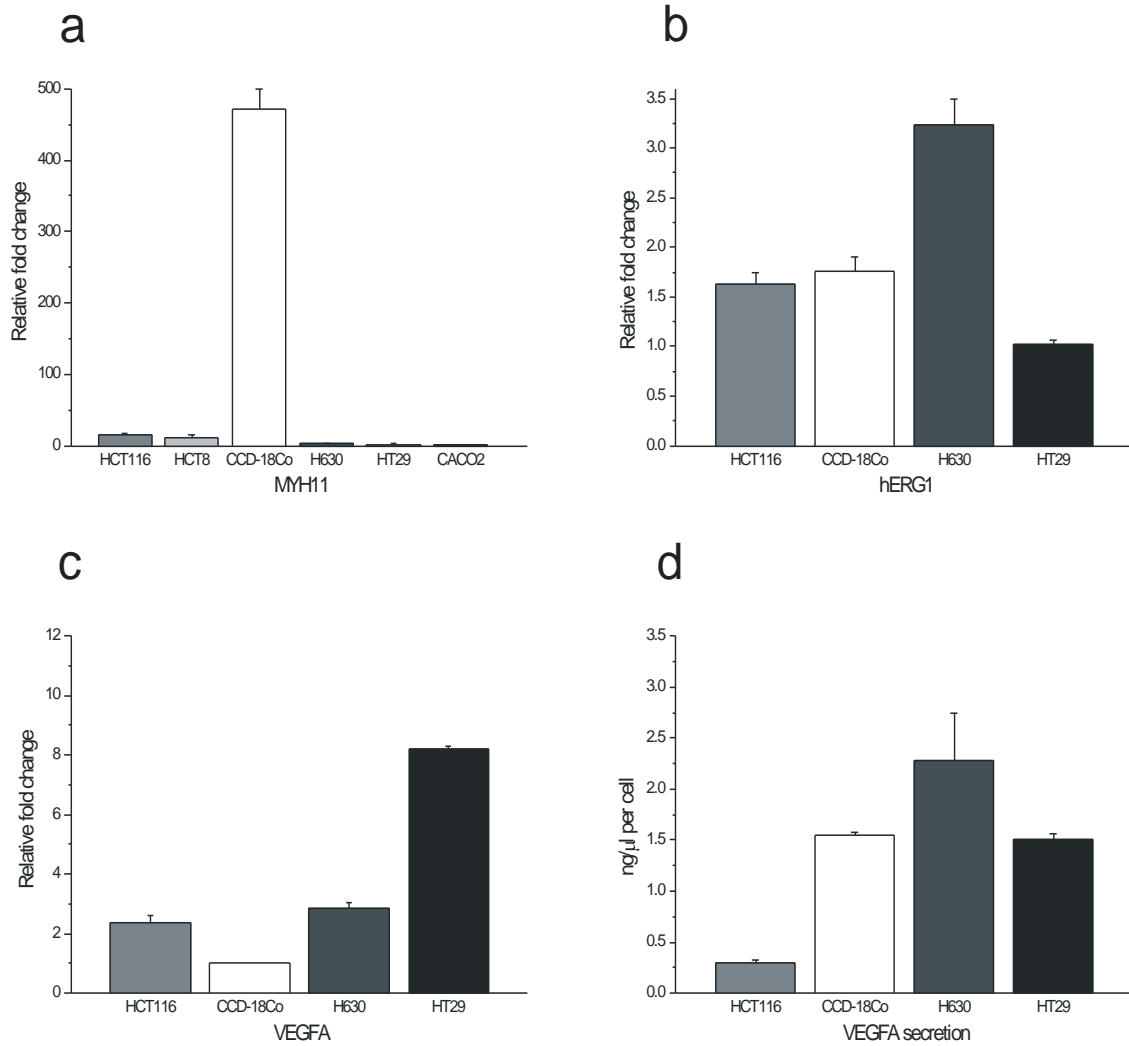 a
500
400
300
200
100
0
Relative fold change
HCT116 HCT8 CCD-18Co H630 HT29 CACO2
MYH11
b
3.5
3.0
2.5
2.0
1.5
1.0
0.5
0.0
Relative fold change
HCT116 CCD-18Co H630 HT29
hERG1
c
12
10
8
6
4
2
0
Relative fold change
HCT116 CCD-18Co H630 HT29
VEGFA
d
3.5
3.0
2.5
2.0
1.5
1.0
0.5
0.0
ng/μl per cell
HCT116 CCD-18Co H630 HT29
VEGFA secretion